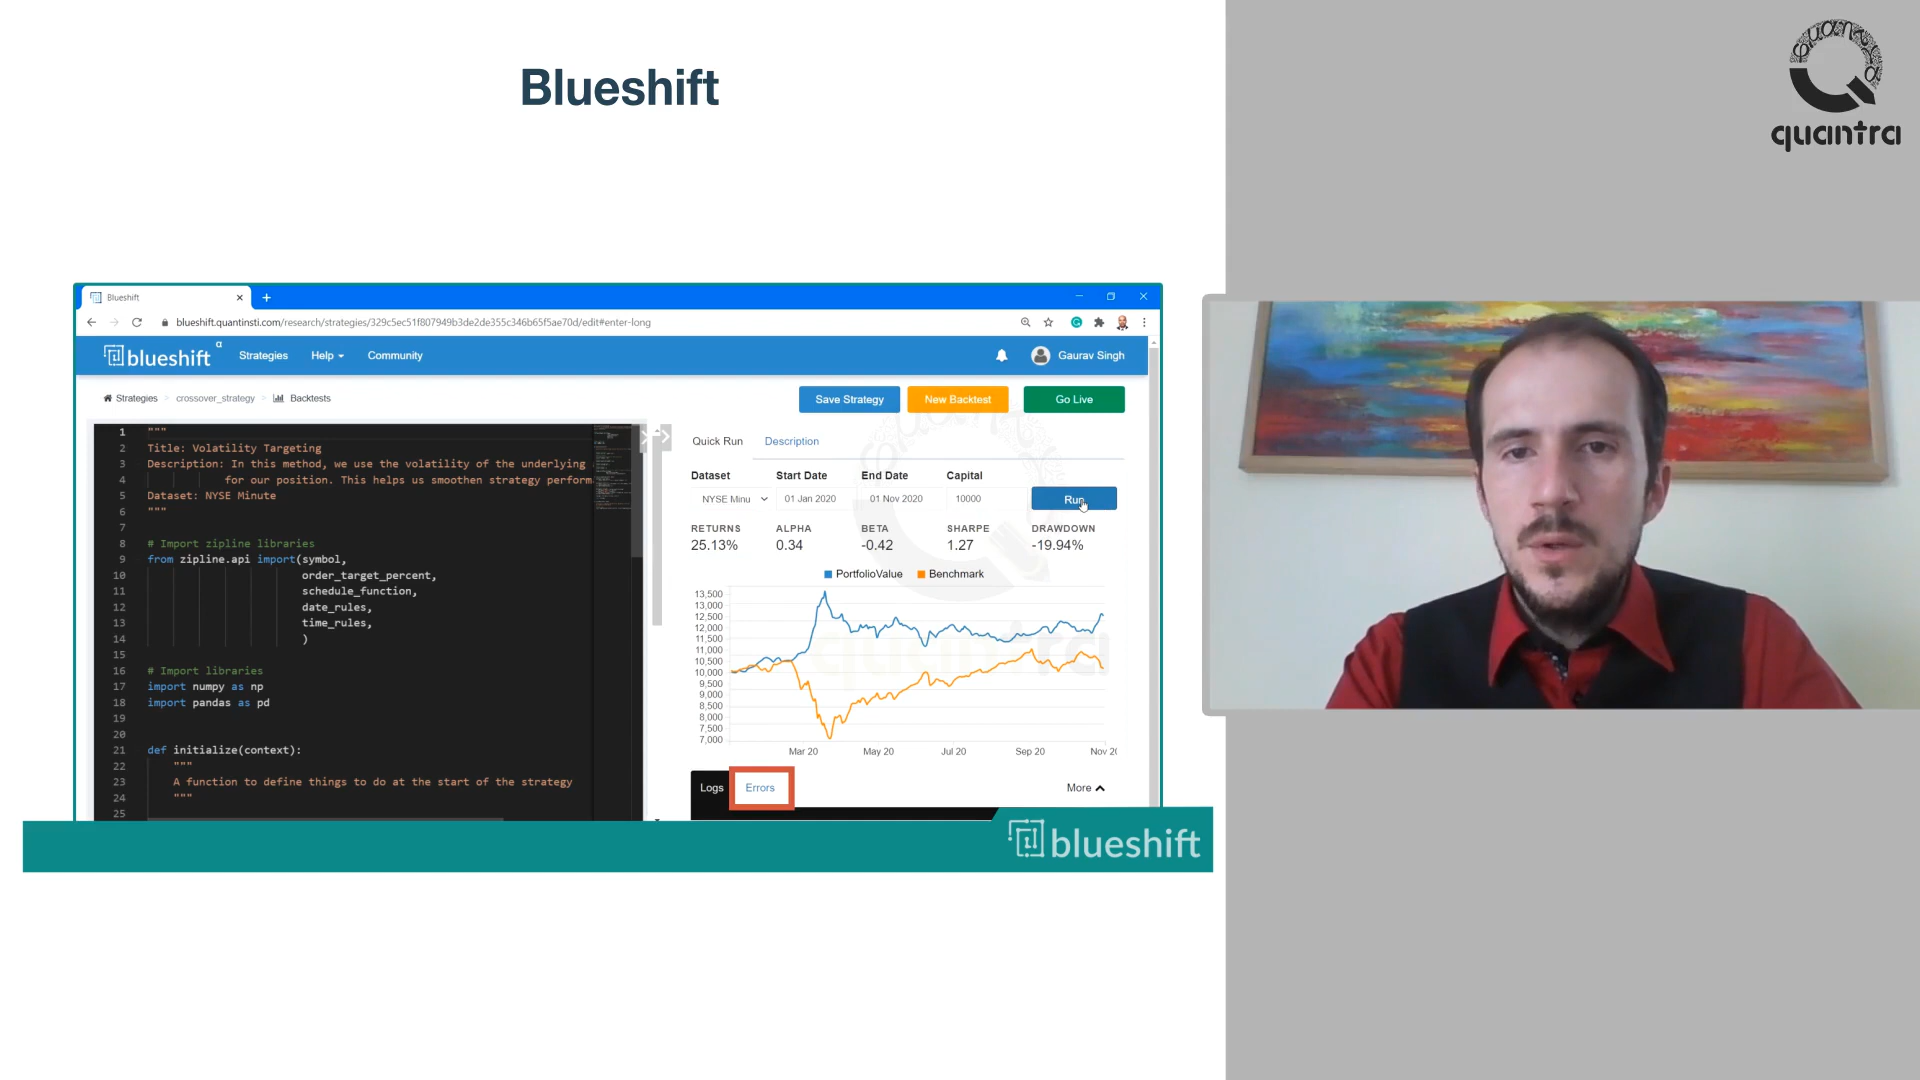 Blueshift
quantra
Blueshift
blueshift.quantinsti.com/research/strategies/329c5ec51f807949b3de2de355c346b65f5ae70d/edit#enter-long
blueshift α Strategies Help Community Gaurav Singh
Strategies > crossover_strategy > Backtests
Save Strategy New Backtest Go Live
1 """
2 Title: Volatility Targeting
3 Description: In this method, we use the volatility of the underlying
4 for our position. This helps us smoothen strategy perform
5 Dataset: NYSE Minute
6 """
7
8 # Import zipline libraries
9 from zipline.api import(symbol,
10 order_target_percent,
11 schedule_function,
12 date_rules,
13 time_rules,
14 )
15
16 # Import libraries
17 import numpy as np
18 import pandas as pd
19
20
21 def initialize(context):
22 """
23 A function to define things to do at the start of the strategy
24 """
25
Quick Run Description
Dataset Start Date End Date Capital
NYSE Minu 01 Jan 2020 01 Nov 2020 10000 Run
RETURNS ALPHA BETA SHARPE DRAWDOWN
25.13% 0.34 -0.42 1.27 -19.94%
PortfolioValue Benchmark
13,500
13,000
12,500
12,000
11,500
11,000
10,500
10,000
9,500
9,000
8,500
8,000
7,500
7,000
Mar 20 May 20 Jul 20 Sep 20 Nov 20
Logs Errors More
blueshift
quantra